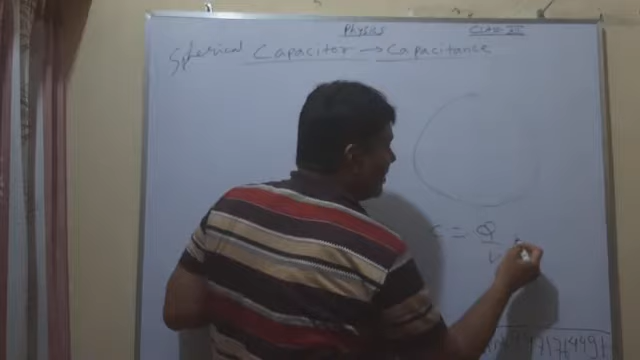 PHYSICS CLASS-XII
Spherical Capacitor → Capacitance
C = Q
V